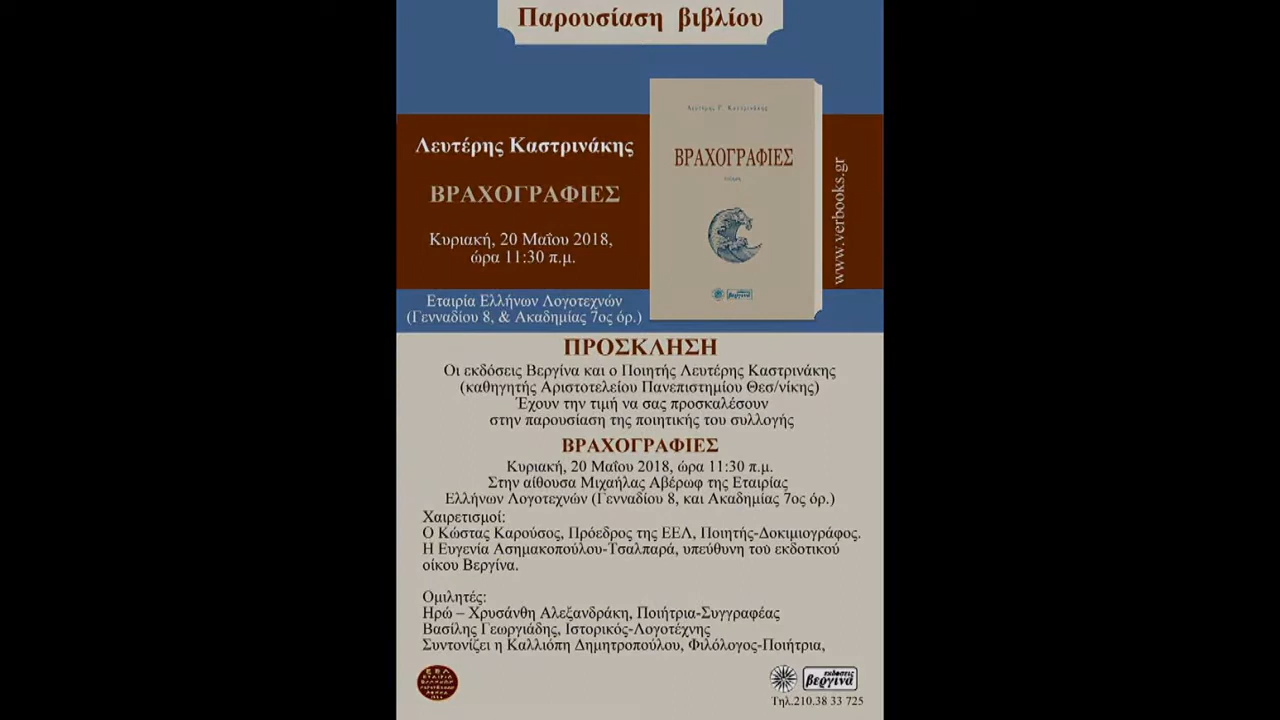 Παρουσίαση βιβλίου
Λευτέρης Γ. Καστρινάκης
ΒΡΑΧΟΓΡΑΦΙΕΣ
βεργίνα
www.verbooks.gr
Λευτέρης Καστρινάκης
ΒΡΑΧΟΓΡΑΦΙΕΣ
Κυριακή, 20 Μαΐου 2018,
ώρα 11:30 π.μ.
Εταιρία Ελλήνων Λογοτεχνών
(Γενναδίου 8, & Ακαδημίας 7ος όρ.)
ΠΡΟΣΚΛΗΣΗ
Οι εκδόσεις Βεργίνα και ο Ποιητής Λευτέρης Καστρινάκης
(καθηγητής Αριστοτελείου Πανεπιστημίου Θεσ/νίκης)
Έχουν την τιμή να σας προσκαλέσουν
στην παρουσίαση της ποιητικής του συλλογής
ΒΡΑΧΟΓΡΑΦΙΕΣ
Κυριακή, 20 Μαΐου 2018, ώρα 11:30 π.μ.
Στην αίθουσα Μιχαήλας Αβέρωφ της Εταιρίας
Ελλήνων Λογοτεχνών (Γενναδίου 8, και Ακαδημίας 7ος όρ.)
Χαιρετισμοί:
Ο Κώστας Καρούσος, Πρόεδρος της ΕΕΛ, Ποιητής-Δοκιμιογράφος.
Η Ευγενία Ασημακοπούλου-Τσαλπαρά, υπεύθυνη του εκδοτικού
οίκου Βεργίνα.
Ομιλητές:
Ηρώ – Χρυσάνθη Αλεξανδράκη, Ποιήτρια-Συγγραφέας
Βασίλης Γεωργιάδης, Ιστορικός-Λογοτέχνης
Συντονίζει η Καλλιόπη Δημητροπούλου, Φιλόλογος-Ποιήτρια,
εκδοσεις
βεργίνα
Τηλ.210.38 33 725